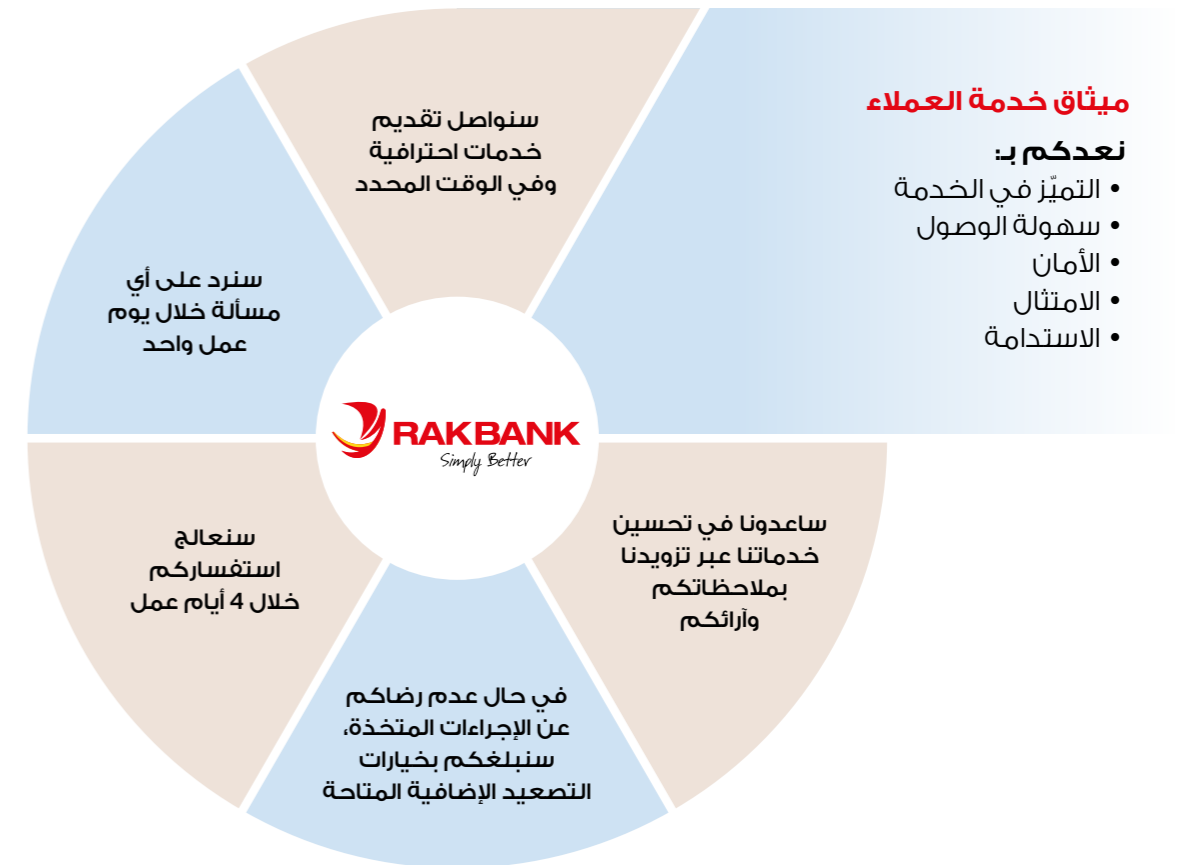 ميثاق خدمة العملاء
نعدكم بـ:
• التميّز في الخدمة
• سهولة الوصول
• الأمان
• الامتثال
• الاستدامة
سنواصل تقديم
خدمات احترافية
وفي الوقت المحدد
سنرد على أي
مسألة خلال يوم
عمل واحد
سنعالج
استفساركم
خلال 4 أيام عمل
في حال عدم رضاكم
عن الإجراءات المتخذة،
سنبلغكم بخيارات
التصعيد الإضافية المتاحة
ساعدونا في تحسين
خدماتنا عبر تزويدنا
بملاحظاتكم
وآرائكم
RAKBANK
Simply Better